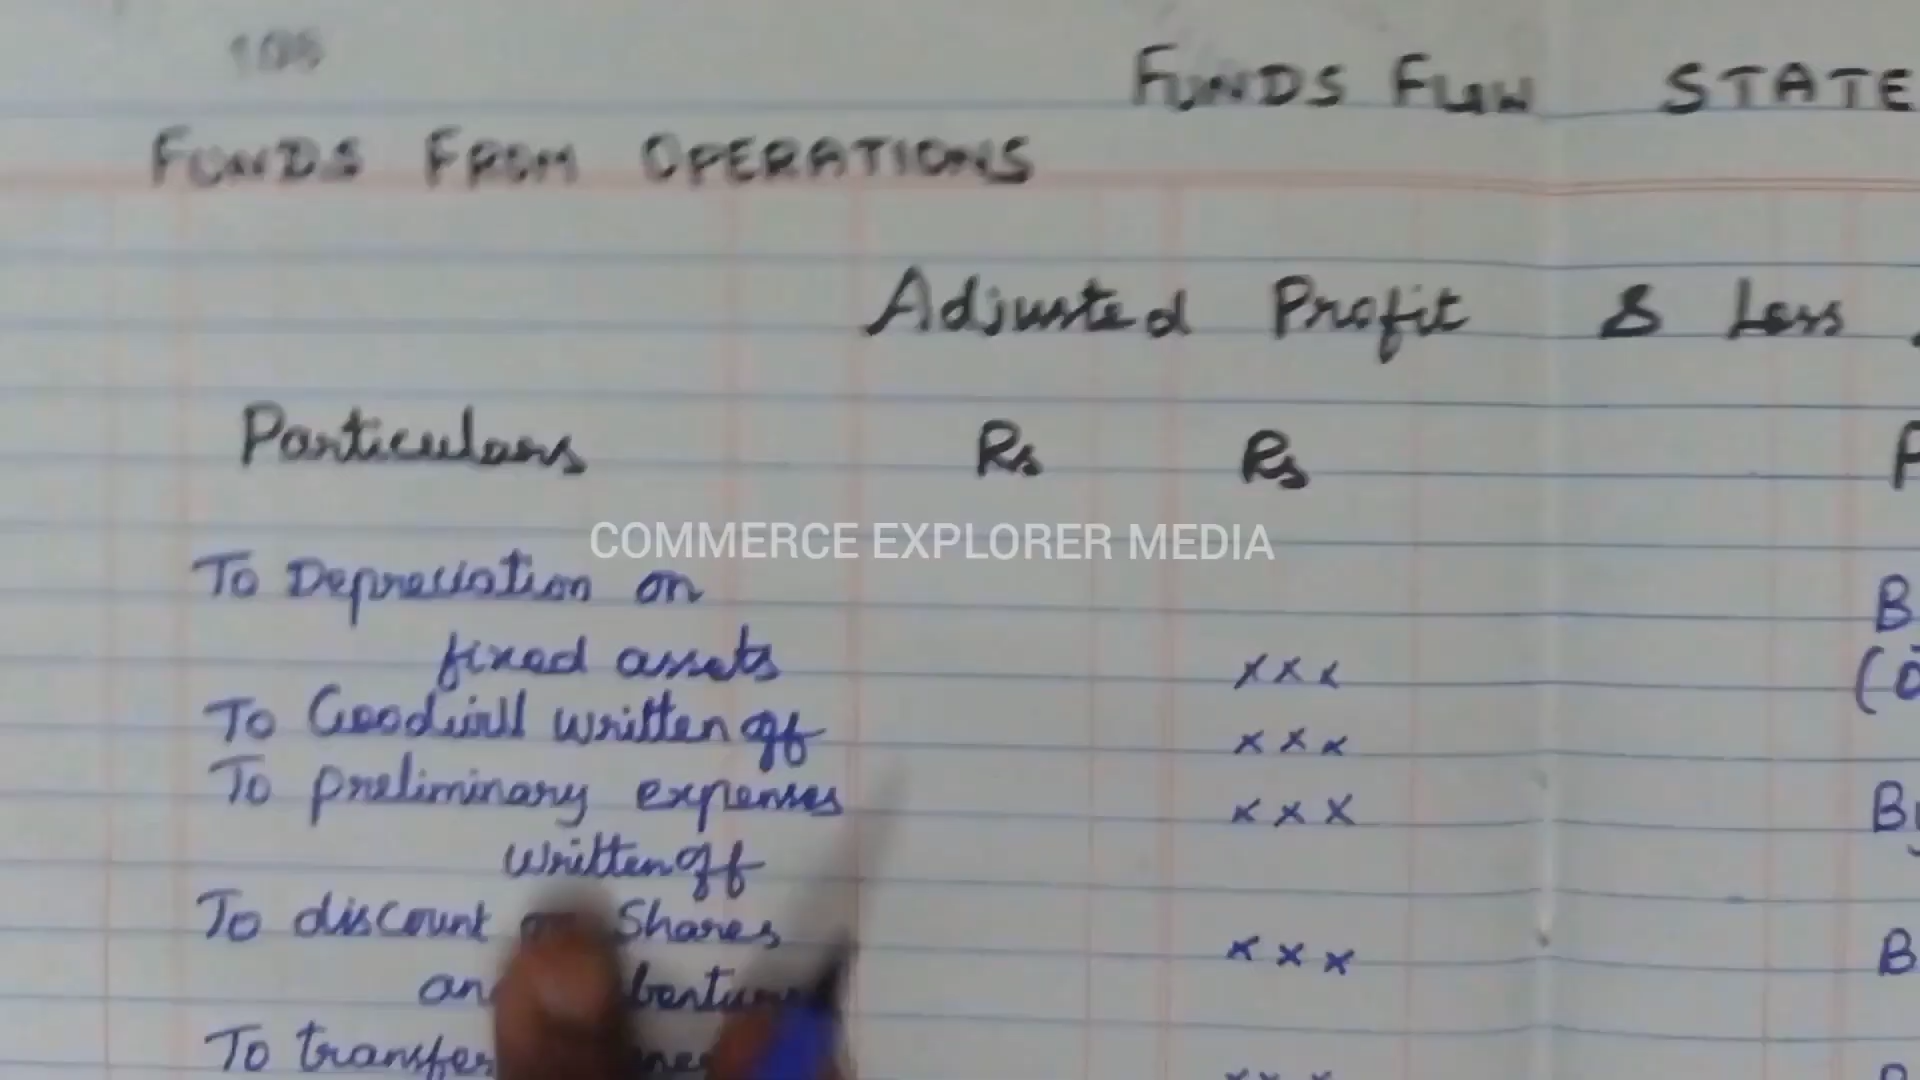 FUNDS FLOW STATE
FUNDS FROM OPERATIONS
Adjusted Profit & Loss
Particulars Rs Rs P
COMMERCE EXPLORER MEDIA
To Depreciation on B
fixed assets xxx
To Goodwill written off xxx
To preliminary expenses xxx B
written off
To discount Shares xxx B
To